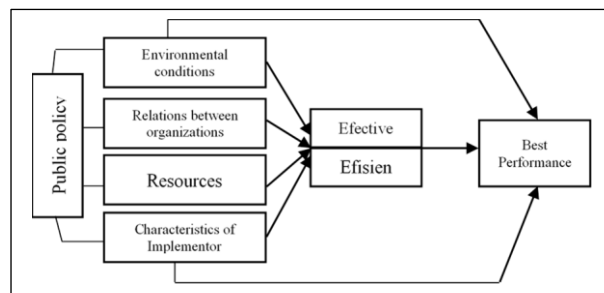 Public policy
Environmental
conditions
Relations between
organizations
Resources
Characteristics of
Implementor
Efective
Efisien
Best
Performance